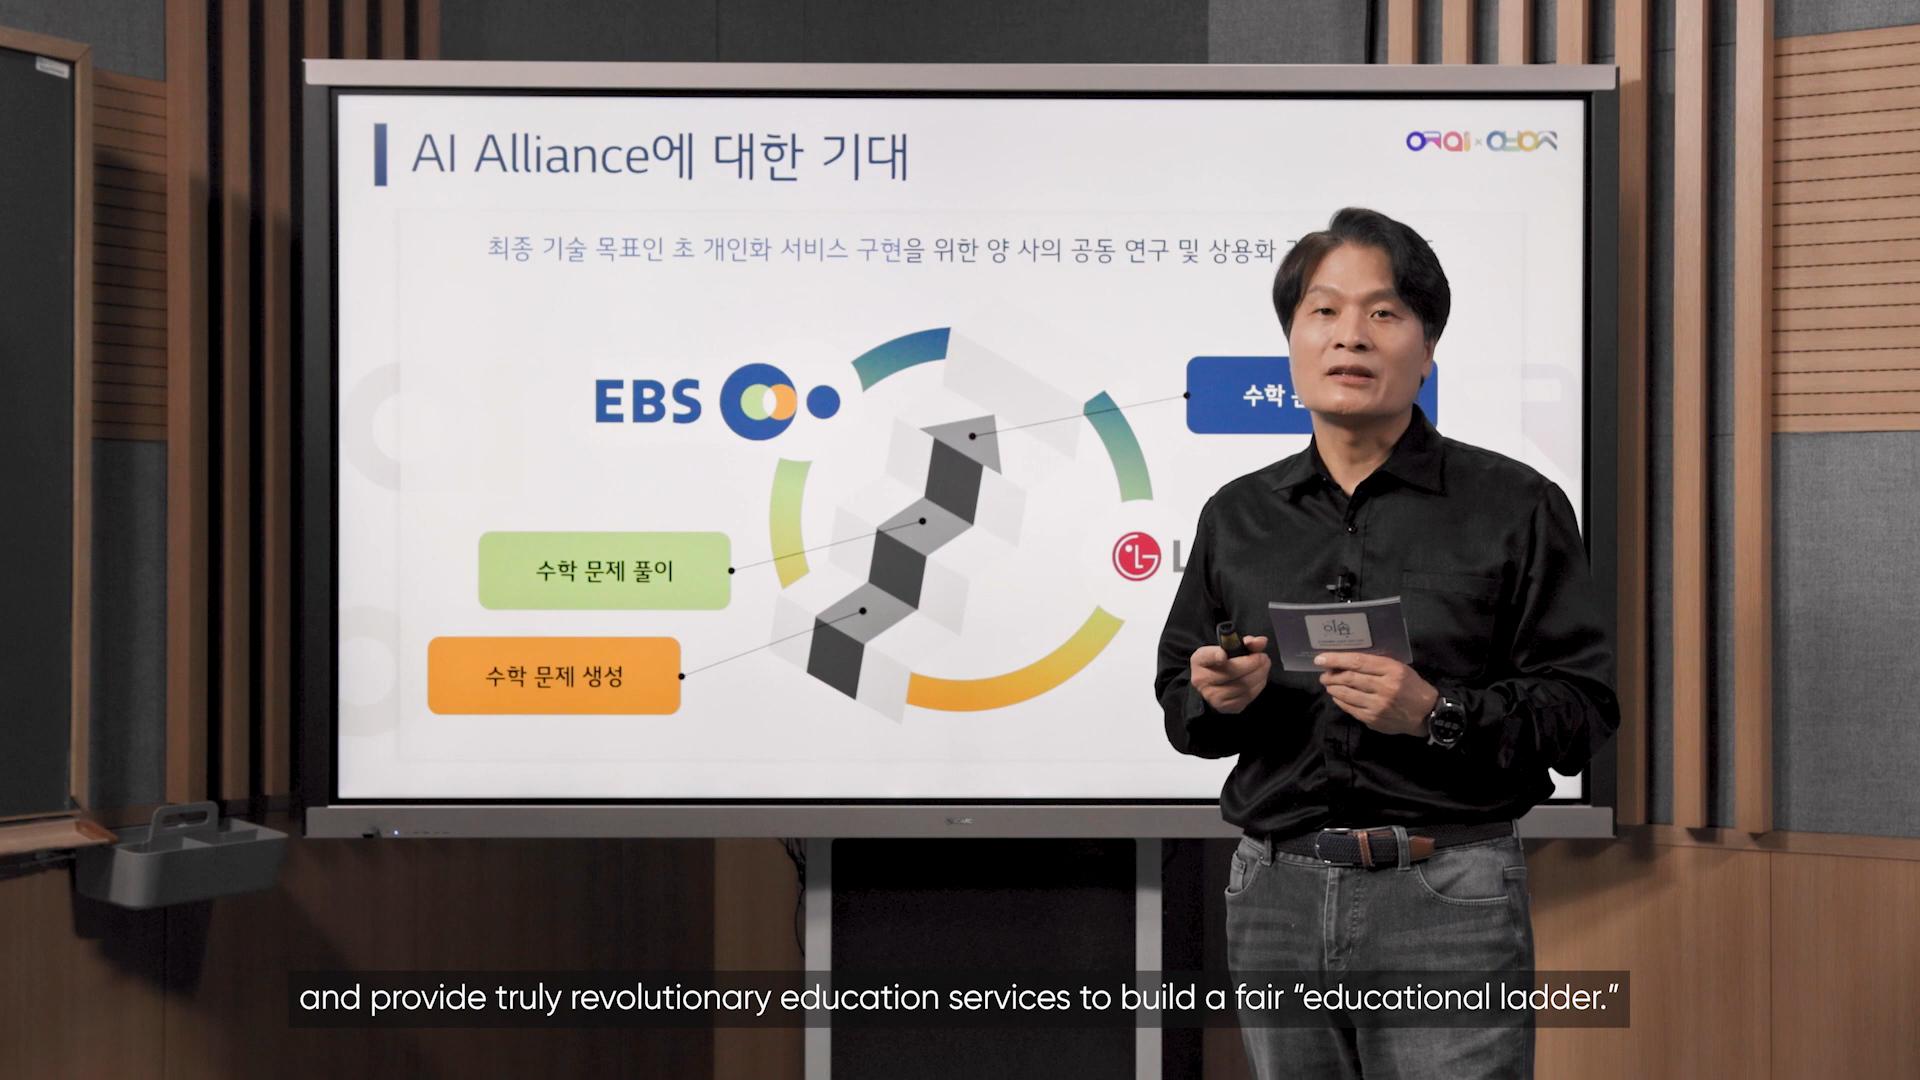 AI Alliance에 대한 기대
최종 기술 목표인 초 개인화 서비스 구현을 위한 양 사의 공동 연구 및 상용화
EBS
수학
수학 문제 풀이
LG
수학 문제 생성
이솦
and provide truly revolutionary education services to build a fair “educational ladder.”